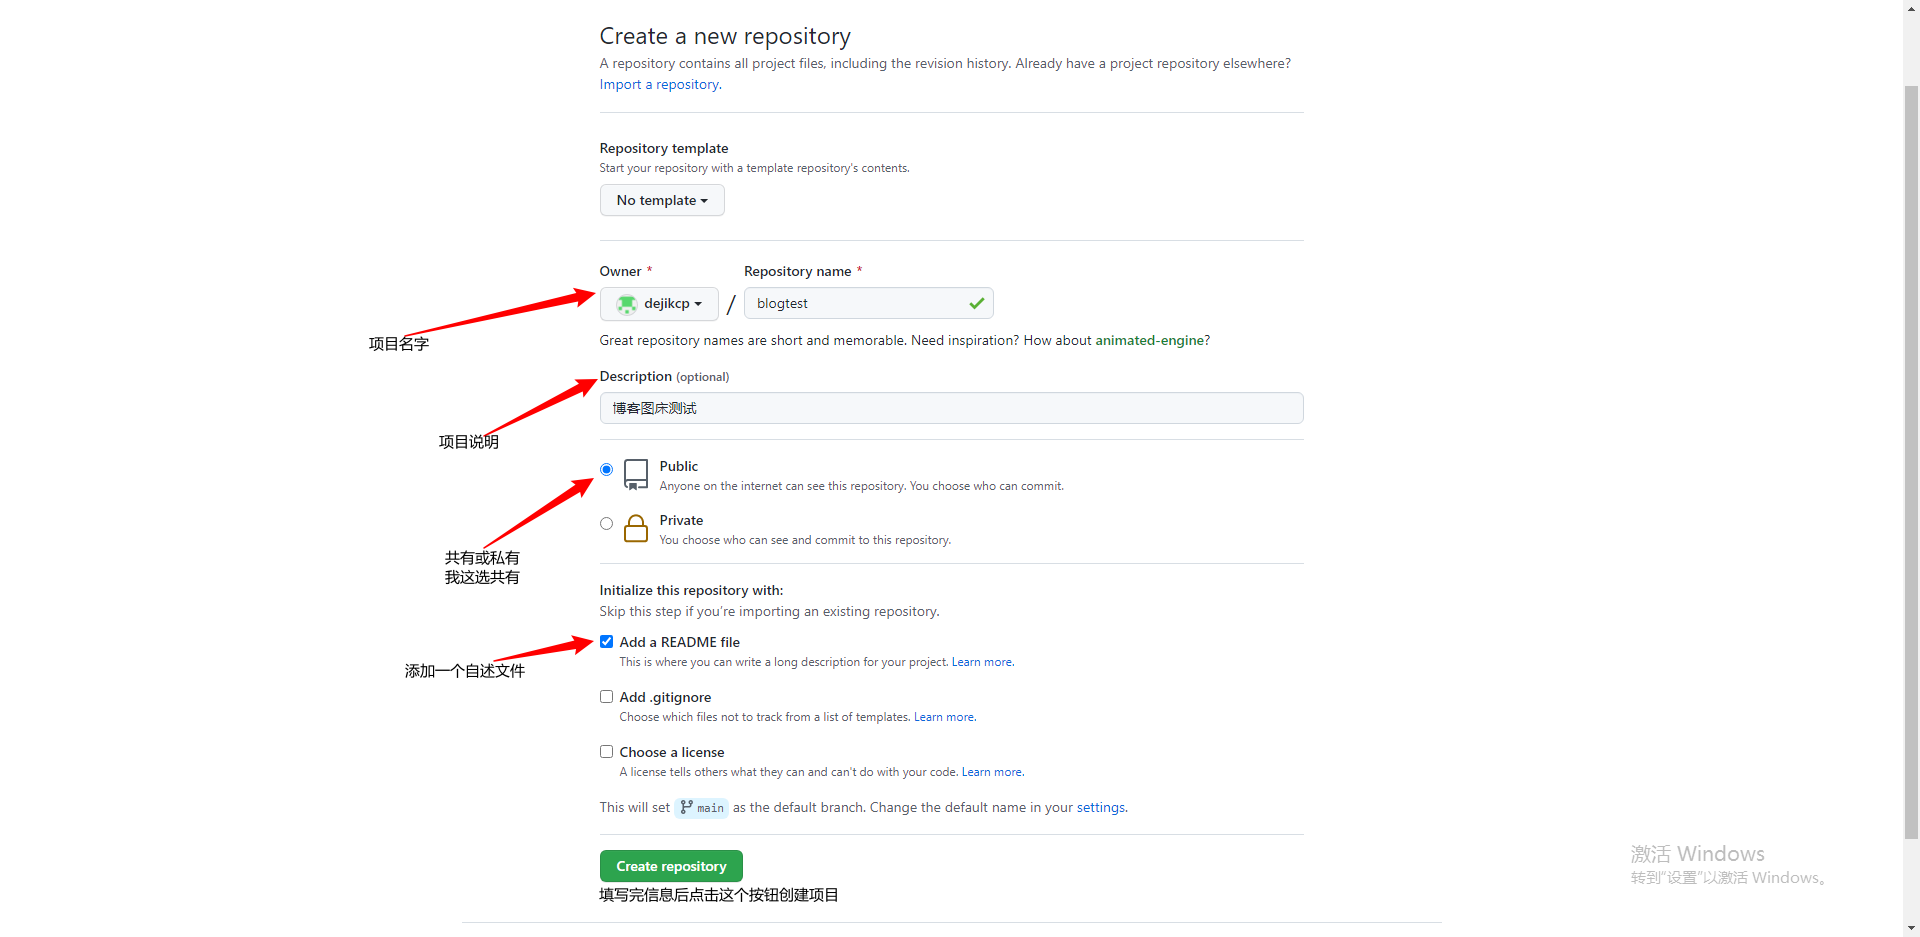 Create a new repository
A repository contains all project files, including the revision history. Already have a project repository elsewhere?
Import a repository.
Repository template
Start your repository with a template repository's contents.
No template
Owner * Repository name *
dejikcp / blogtest
项目名字
Great repository names are short and memorable. Need inspiration? How about animated-engine?
Description (optional)
博客图床测试
项目说明
Public
Anyone on the internet can see this repository. You choose who can commit.
Private
You choose who can see and commit to this repository.
共有或私有
我这选共有
Initialize this repository with:
Skip this step if you're importing an existing repository.
Add a README file
This is where you can write a long description for your project. Learn more.
添加一个自述文件
Add .gitignore
Choose which files not to track from a list of templates. Learn more.
Choose a license
A license tells others what they can and can't do with your code. Learn more.
This will set main as the default branch. Change the default name in your settings.
Create repository
填写完信息后点击这个按钮创建项目
激活 Windows
转到“设置”以激活 Windows。